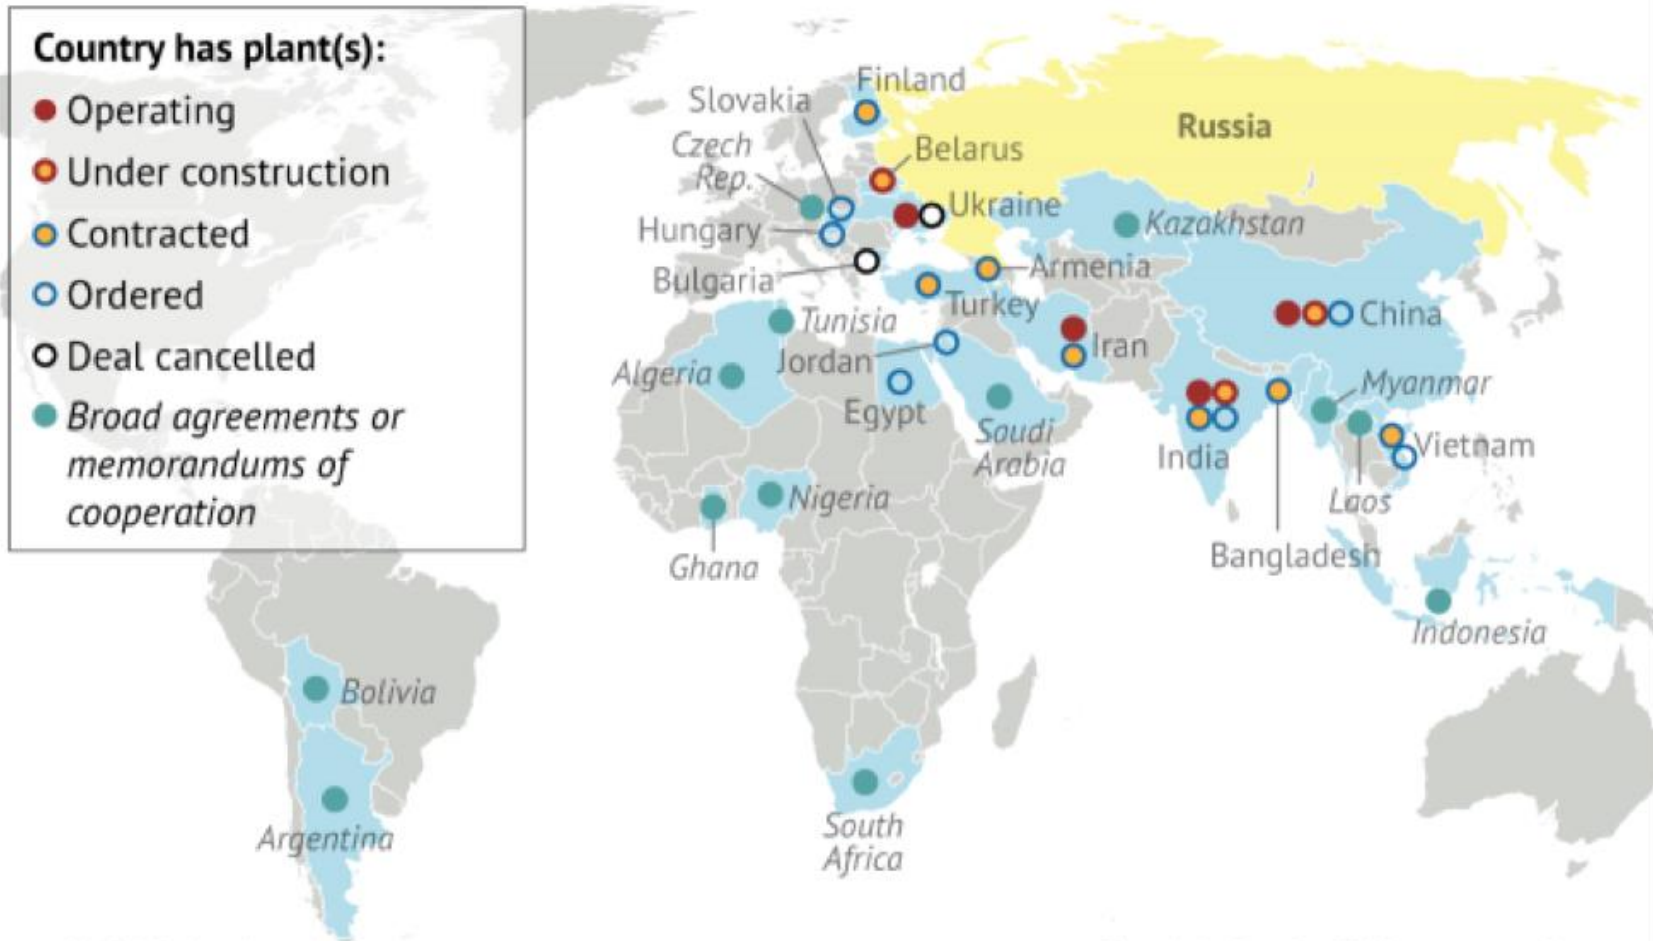 Country has plant(s):
Operating
Under construction
Contracted
Ordered
Deal cancelled
Broad agreements or
memorandums of
cooperation
Finland
Slovakia
Czech
Rep.
Belarus
Russia
Ukraine
Hungary
Kazakhstan
Bulgaria
Armenia
Turkey
Tunisia
China
Jordan
Iran
Algeria
Myanmar
Egypt
Saudi
Arabia
India
Vietnam
Nigeria
Laos
Ghana
Bangladesh
Indonesia
Bolivia
Argentina
South
Africa